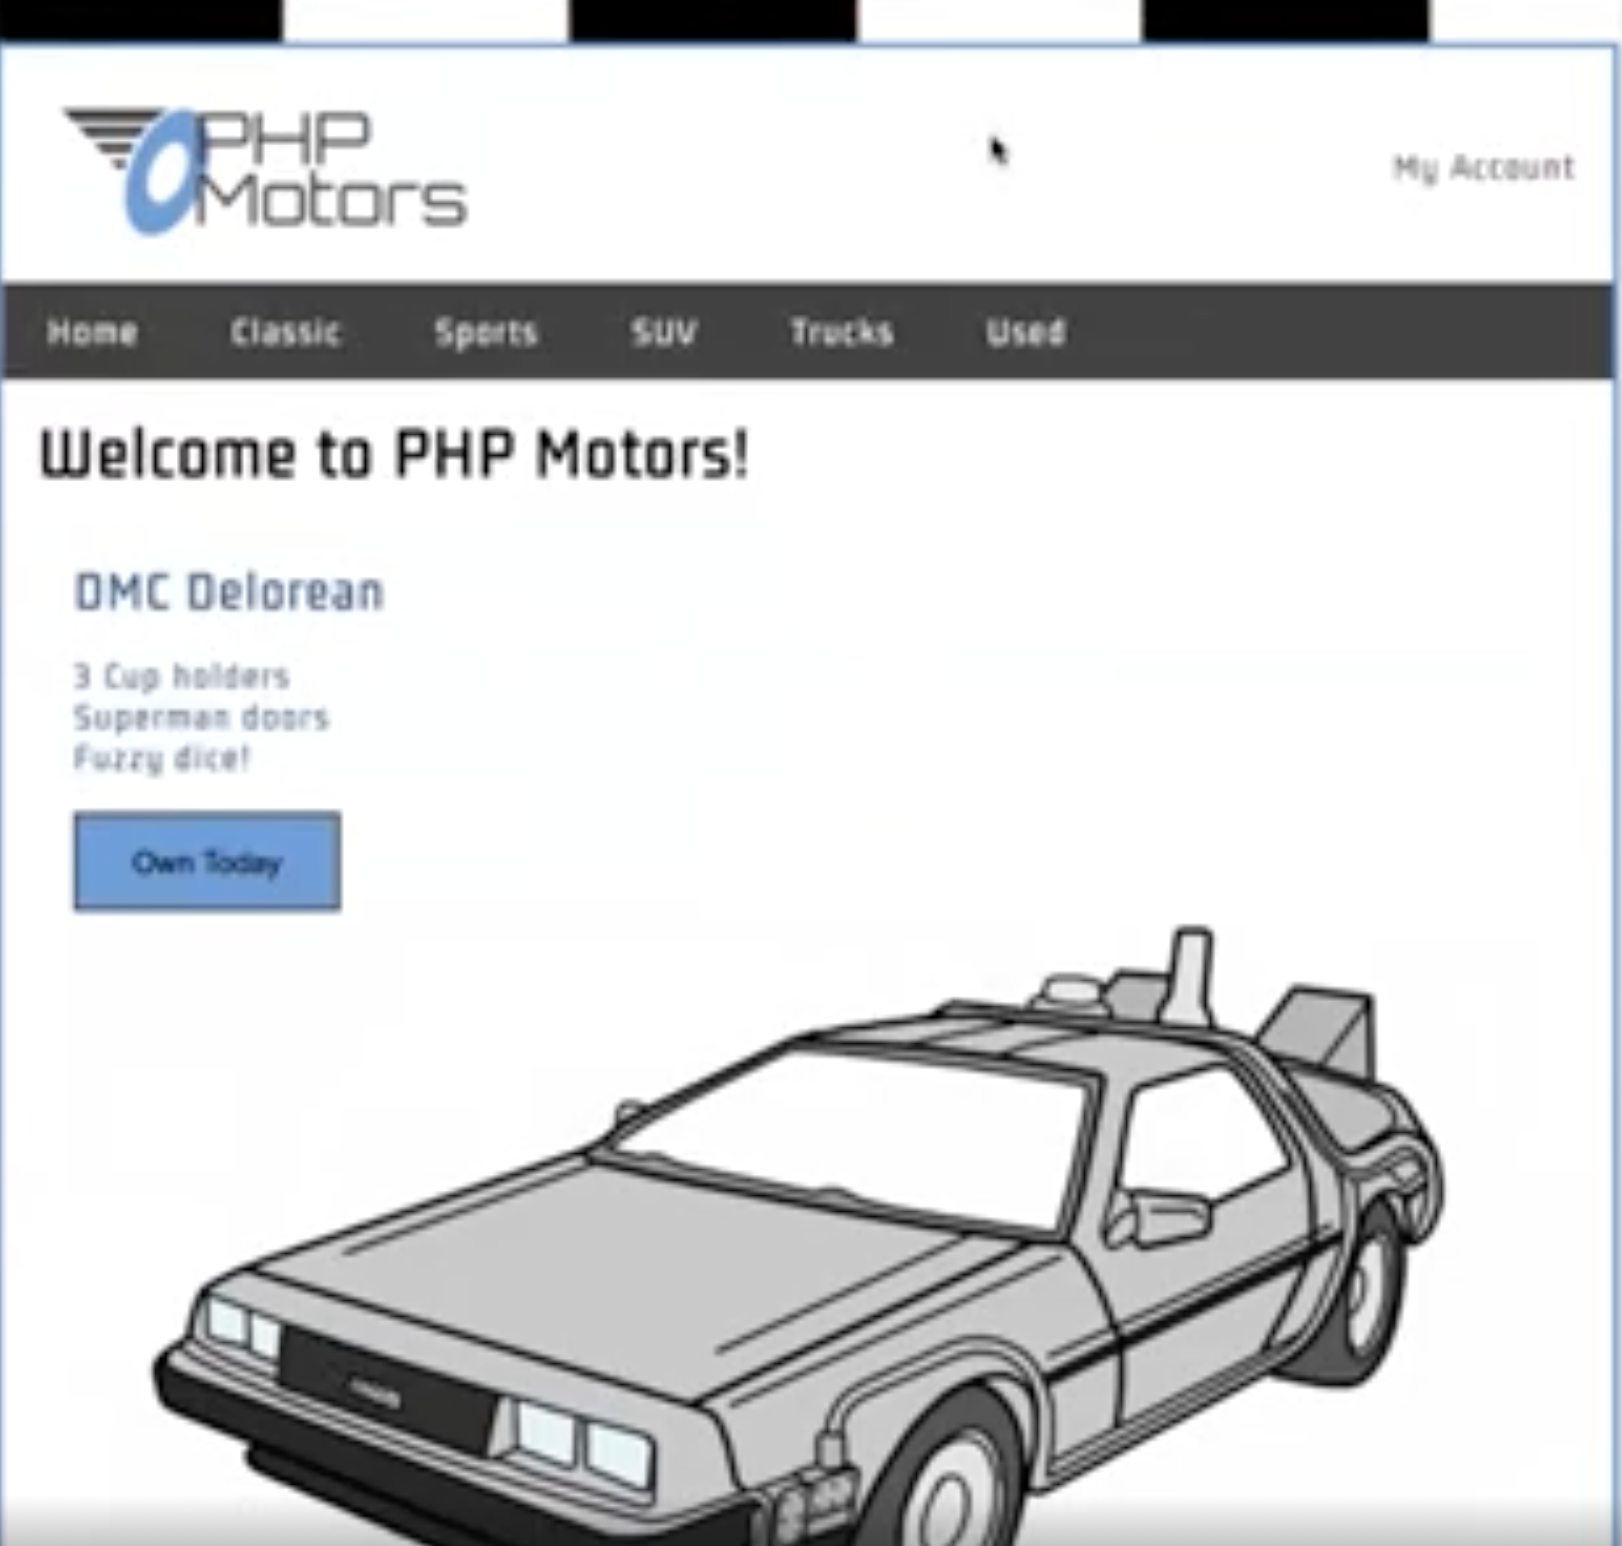 PHP
Motors
My Account
Home Classic Sports SUV Trucks Used
Welcome to PHP Motors!
DMC Delorean
3 Cup holders
Superman doors
Fuzzy dice!
Own Today